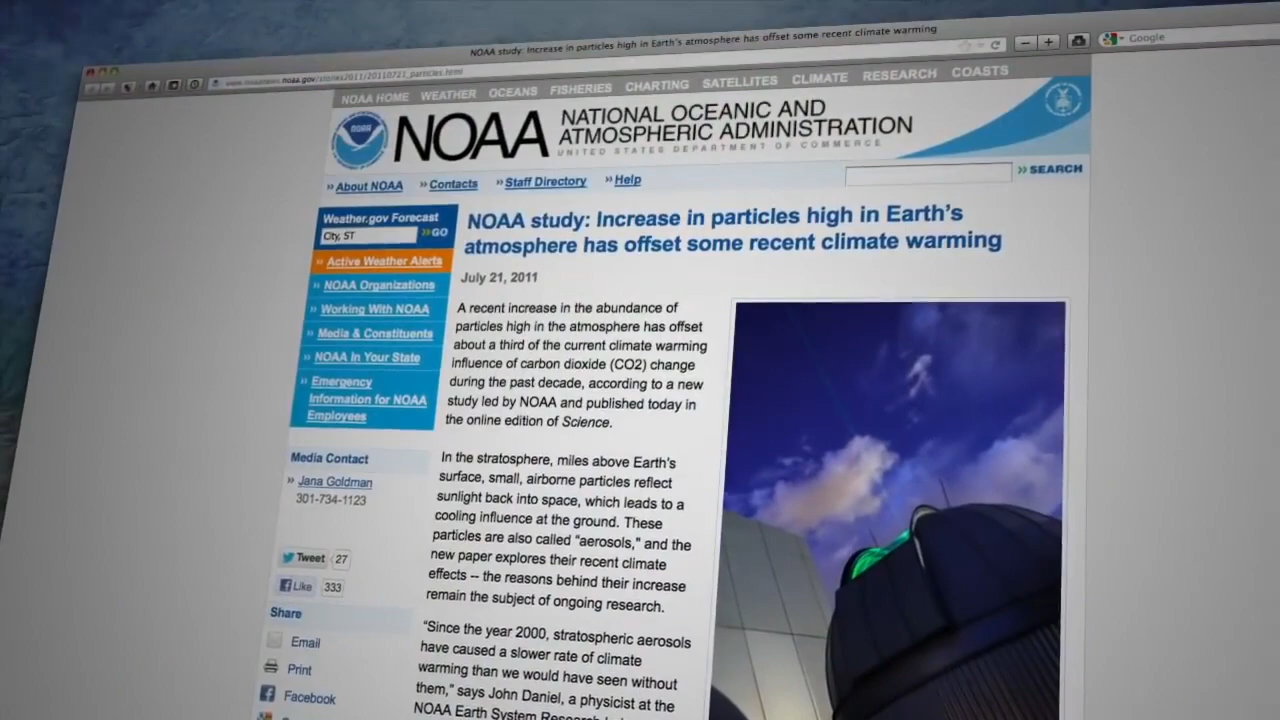 NOAA study: Increase in particles high in Earth's atmosphere has offset some recent climate warming
noaa.gov/stories2011/20110721_particles.html
Google
NOAA HOME WEATHER OCEANS FISHERIES CHARTING SATELLITES CLIMATE RESEARCH COASTS
NOAA
NOAA
NATIONAL OCEANIC AND
ATMOSPHERIC ADMINISTRATION
UNITED STATES DEPARTMENT OF COMMERCE
» About NOAA » Contacts » Staff Directory » Help
» SEARCH
Weather.gov Forecast
City, ST » GO
» Active Weather Alerts
» NOAA Organizations
» Working With NOAA
» Media & Constituents
» NOAA In Your State
» Emergency
Information for NOAA
Employees
Media Contact
» Jana Goldman
301-734-1123
Tweet 27
Like 333
Share
Email
Print
Facebook
NOAA study: Increase in particles high in Earth's
atmosphere has offset some recent climate warming
July 21, 2011
A recent increase in the abundance of
particles high in the atmosphere has offset
about a third of the current climate warming
influence of carbon dioxide (CO2) change
during the past decade, according to a new
study led by NOAA and published today in
the online edition of Science.
In the stratosphere, miles above Earth's
surface, small, airborne particles reflect
sunlight back into space, which leads to a
cooling influence at the ground. These
particles are also called "aerosols," and the
new paper explores their recent climate
effects -- the reasons behind their increase
remain the subject of ongoing research.
"Since the year 2000, stratospheric aerosols
have caused a slower rate of climate
warming than we would have seen without
them," says John Daniel, a physicist at the
NOAA Earth System Research